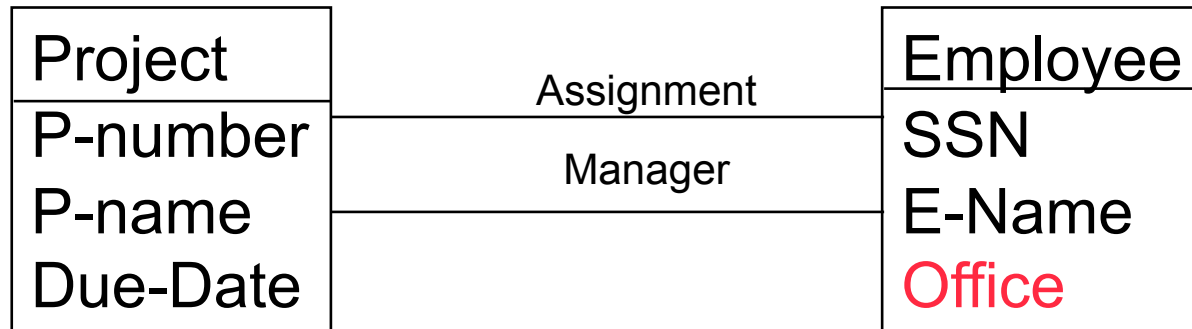 Project
P-number
P-name
Due-Date
Assignment
Manager
Employee
SSN
E-Name
Office